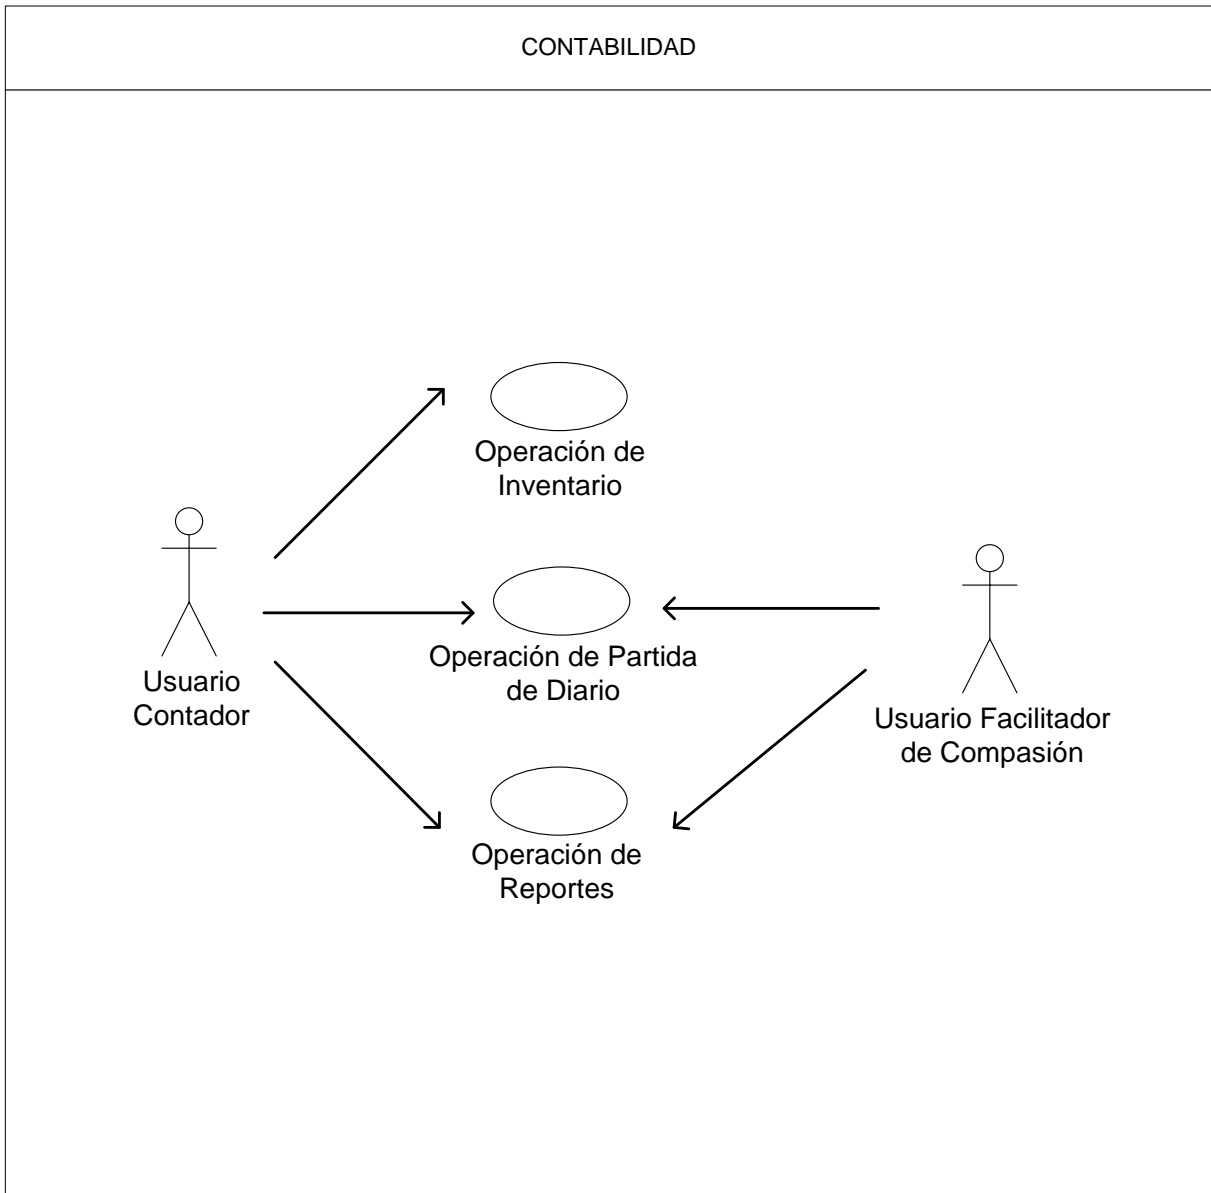 CONTABILIDAD
Operación de
Inventario
Usuario
Contador
Operación de Partida
de Diario
Usuario Facilitador
de Compasión
Operación de
Reportes